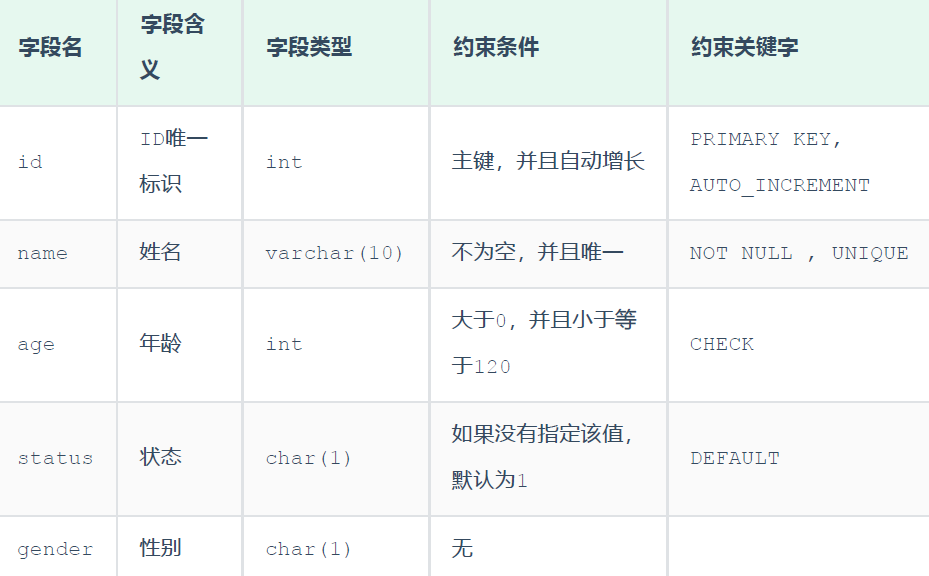 字段名 字段含义 字段类型 约束条件 约束关键字
id ID唯一标识 int 主键，并且自动增长 PRIMARY KEY, AUTO_INCREMENT
name 姓名 varchar(10) 不为空，并且唯一 NOT NULL , UNIQUE
age 年龄 int 大于0，并且小于等于120 CHECK
status 状态 char(1) 如果没有指定该值，默认为1 DEFAULT
gender 性别 char(1) 无